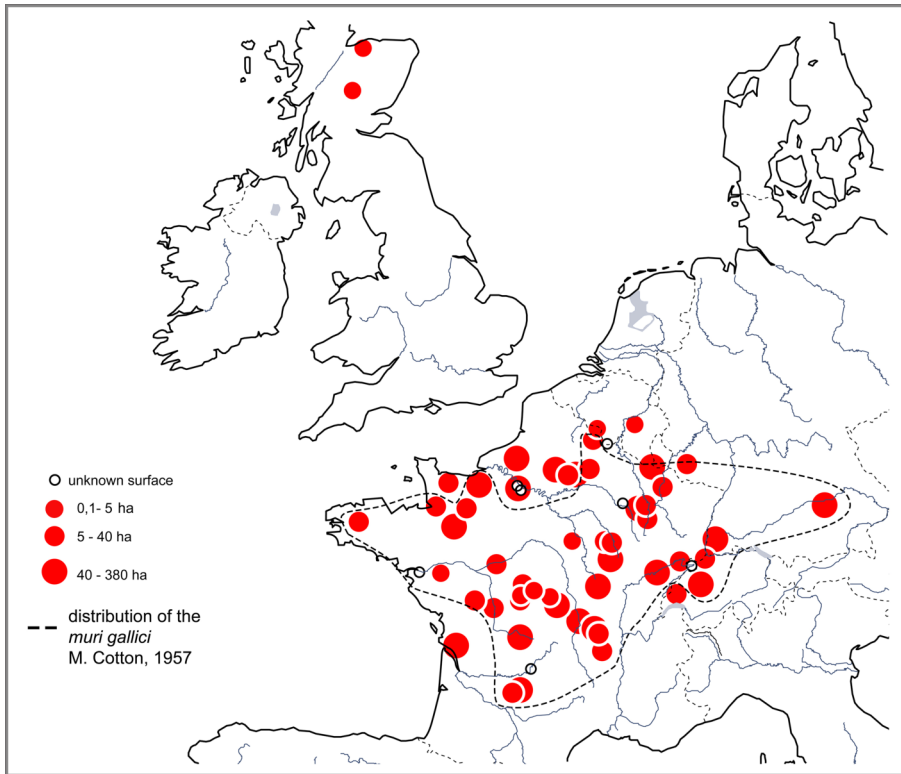 unknown surface
0,1- 5 ha
5 - 40 ha
40 - 380 ha
distribution of the
muri gallici
M. Cotton, 1957